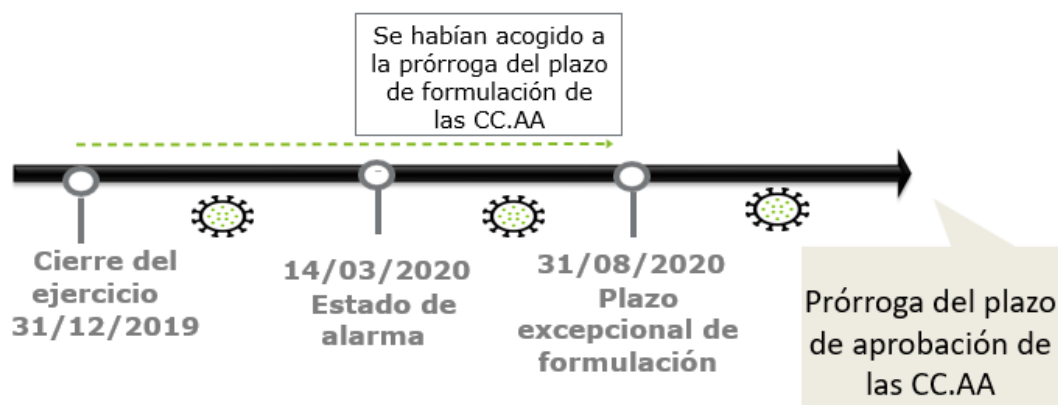 Se habían acogido a
la prórroga del plazo
de formulación de
las CC.AA
Cierre del
ejercicio
31/12/2019
14/03/2020
Estado de
alarma
31/08/2020
Plazo
excepcional de
formulación
Prórroga del plazo
de aprobación de
las CC.AA